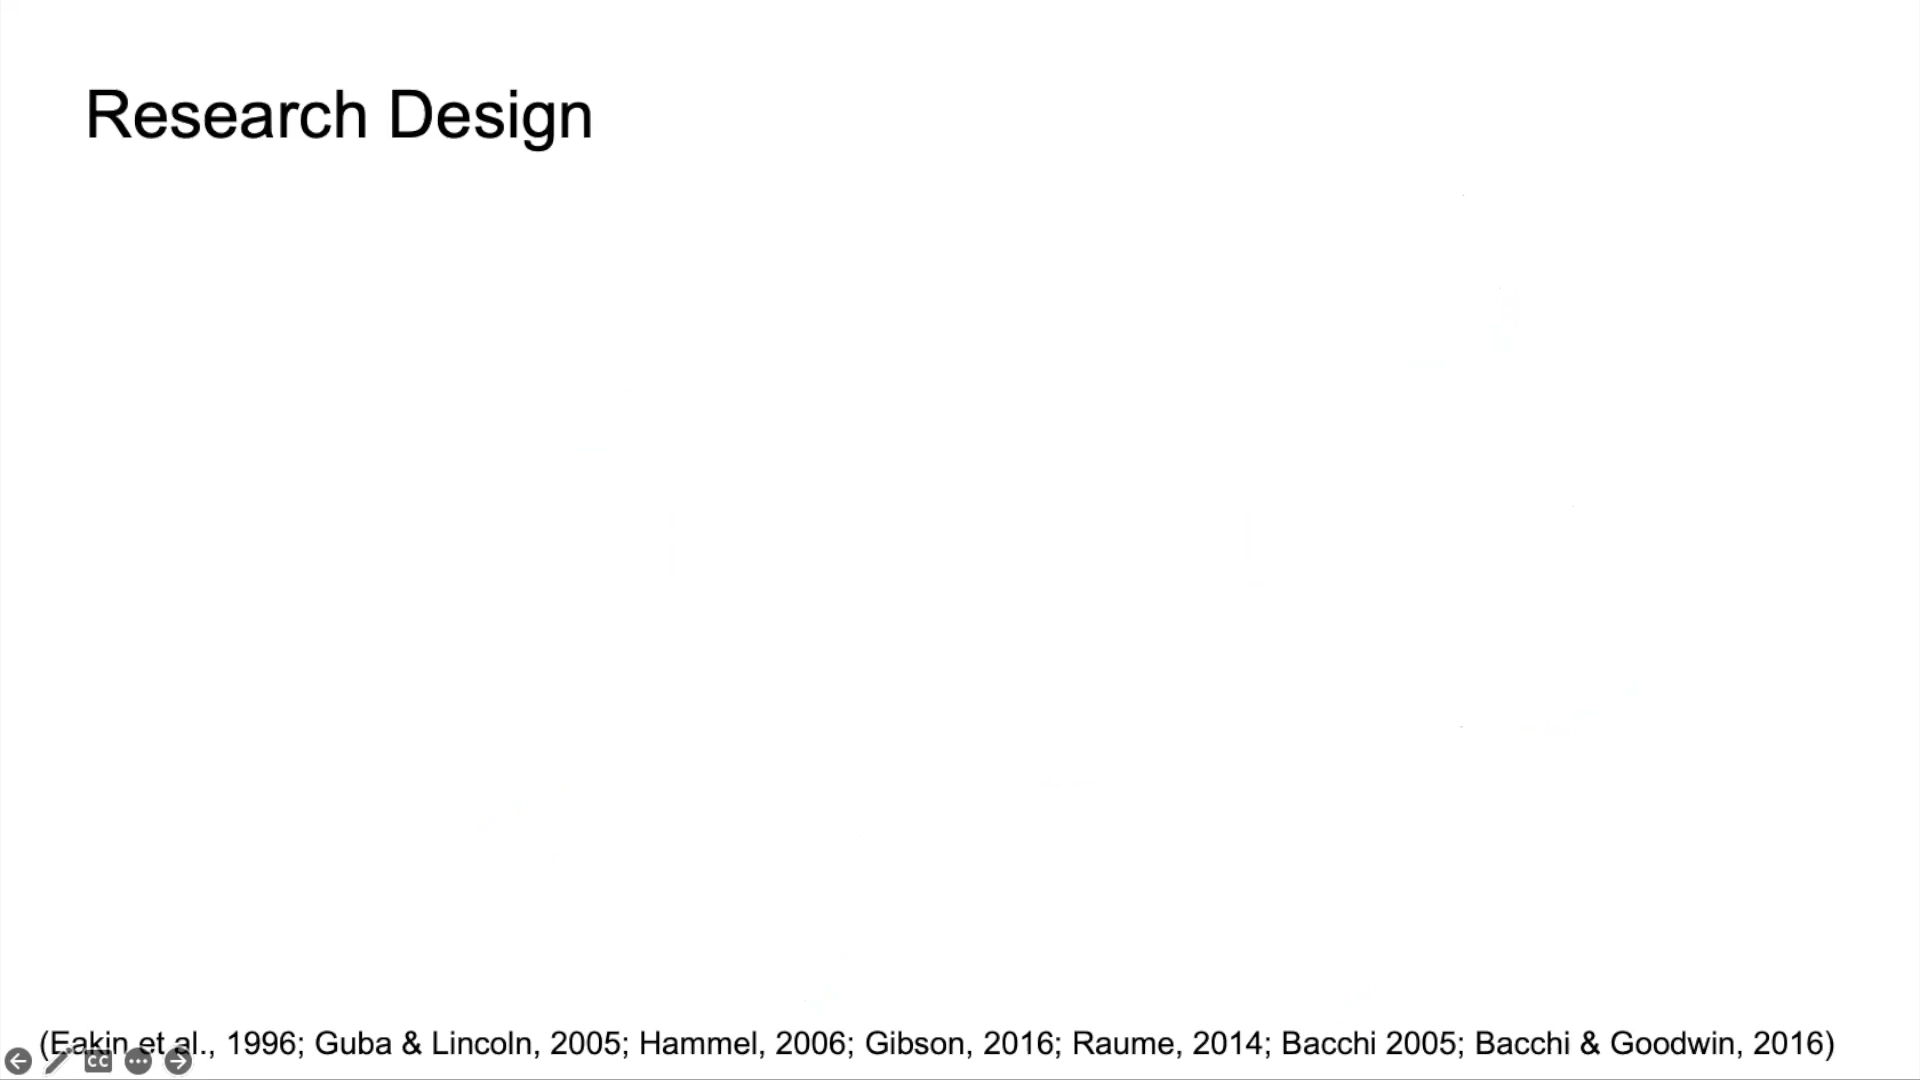 Research Design
(Eakin et al., 1996; Guba & Lincoln, 2005; Hammel, 2006; Gibson, 2016; Raume, 2014; Bacchi 2005; Bacchi & Goodwin, 2016)
CC